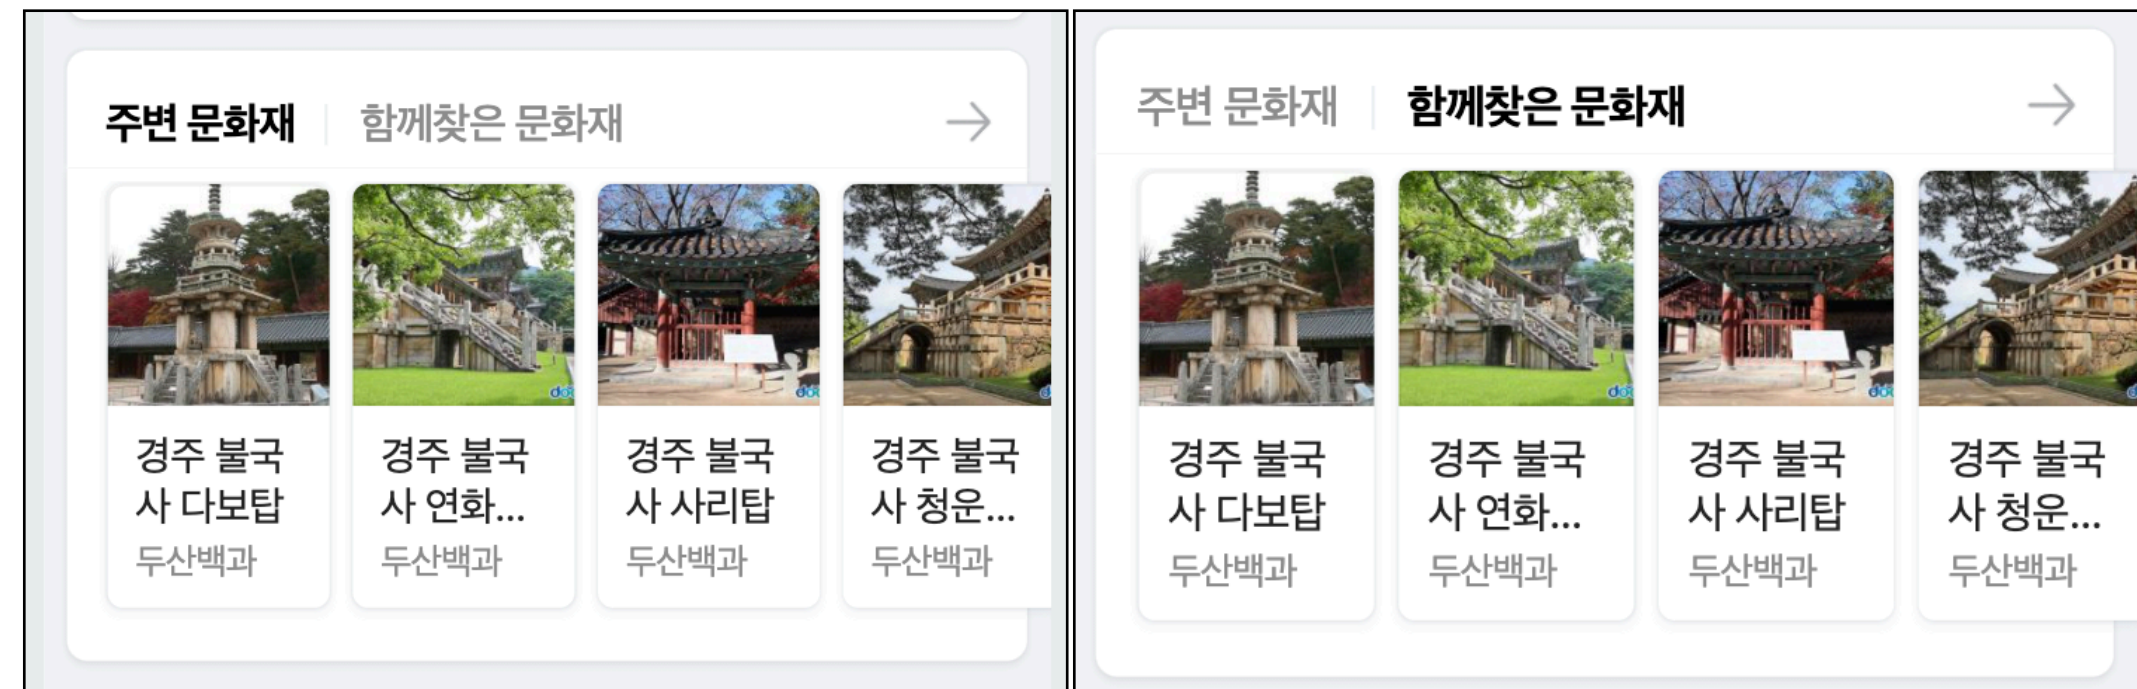 주변 문화재 함께찾은 문화재
경주 불국
사 다보탑
두산백과
경주 불국
사 연화...
두산백과
경주 불국
사 사리탑
두산백과
경주 불국
사 청운...
두산백과
주변 문화재 함께찾은 문화재
경주 불국
사 다보탑
두산백과
경주 불국
사 연화...
두산백과
경주 불국
사 사리탑
두산백과
경주 불국
사 청운...
두산백과